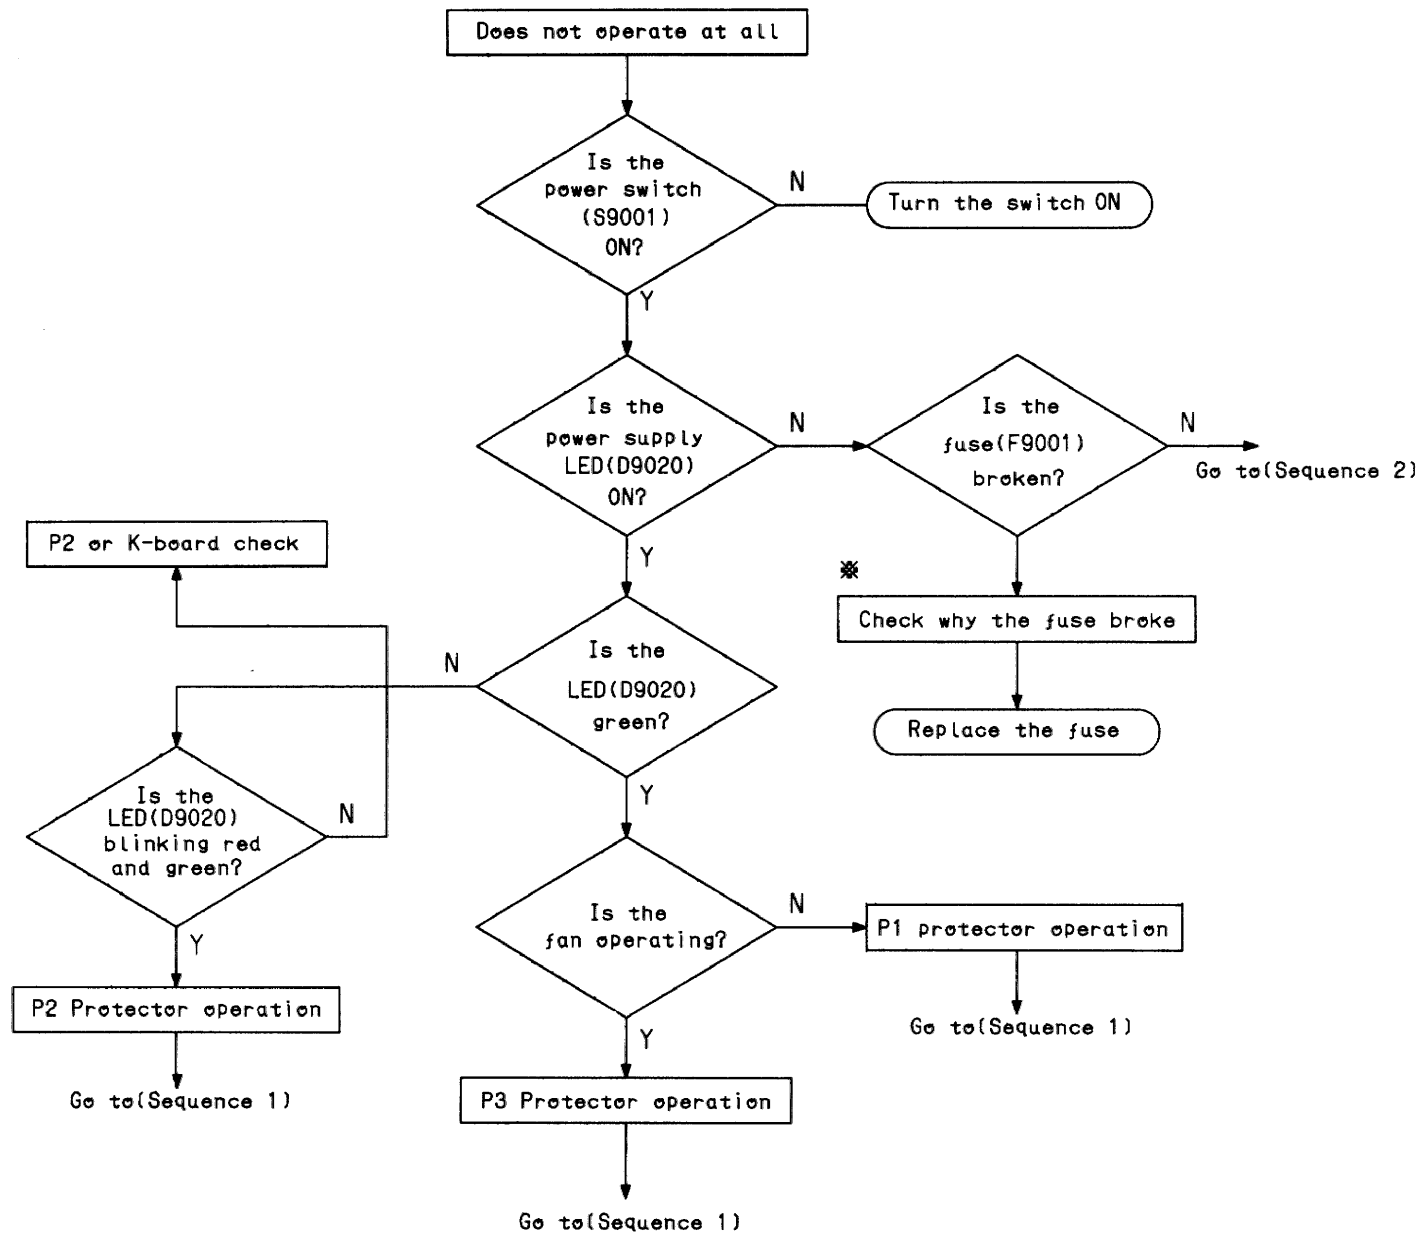 Does not operate at all
Is the
power switch
(S9001)
ON?
N
Turn the switch ON
Y
Is the
power supply
LED(D9020)
ON?
N
Is the
fuse(F9001)
broken?
N
Go to(Sequence 2)
Y
※
Check why the fuse broke
Replace the fuse
P2 or K-board check
Is the
LED(D9020)
green?
N
Y
Is the
LED(D9020)
blinking red
and green?
N
Y
P2 Protector operation
Go to(Sequence 1)
Is the
fan operating?
N
P1 protector operation
Go to(Sequence 1)
Y
P3 Protector operation
Go to(Sequence 1)